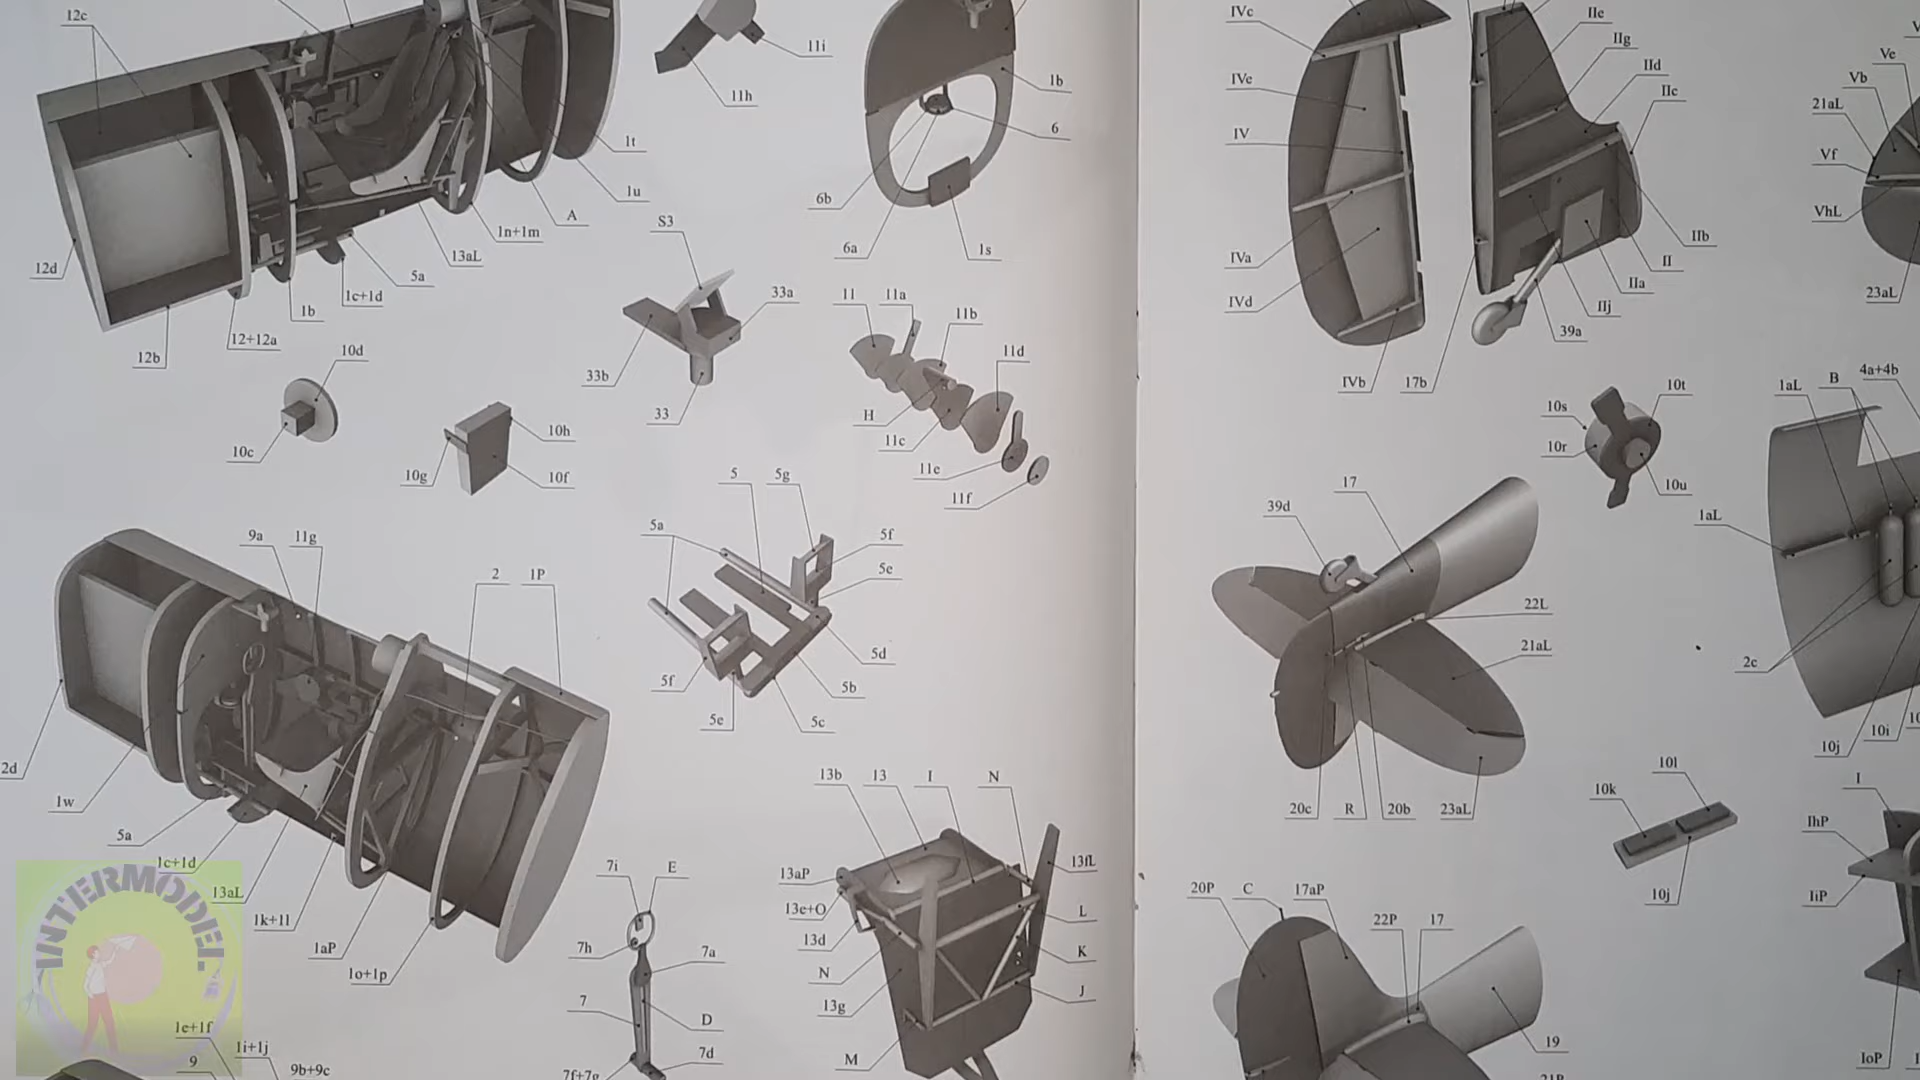 12c
12d
12b
12+12a
1b
1c+1d
5a
13aL
1n+1m
A
1u
1t
11h
11i
1b
6
6b
6a
1s
S3
33a
33b
33
11
11a
11b
11d
H
11c
11e
11f
10d
10c
10h
10g
10f
IVc
IVe
IV
IVa
IVd
IVb
17b
IIe
IIg
IId
IIc
IIb
II
IIa
IIj
39a
Ve
Vb
21aL
Vf
VhL
23aL
10s
10t
10r
10u
1aL
B
4a+4b
1aL
2c
10j
10i
9a
11g
2
1P
2d
1w
5a
1c+1d
13aL
1k+1l
1aP
1o+1p
5a
5
5g
5f
5e
5d
5b
5c
5e
5f
39d
17
22L
21aL
20c
R
20b
23aL
10l
10k
10j
13b
13
I
N
13aP
13e+O
13d
N
13g
M
13fL
L
K
J
7i
E
7h
7a
7
D
7d
7f+7g
20P
C
17aP
22P
17
19
21P
I
IhP
IiP
IoP
1e+1f
9
1i+1j
9b+9c
INTERMODEL